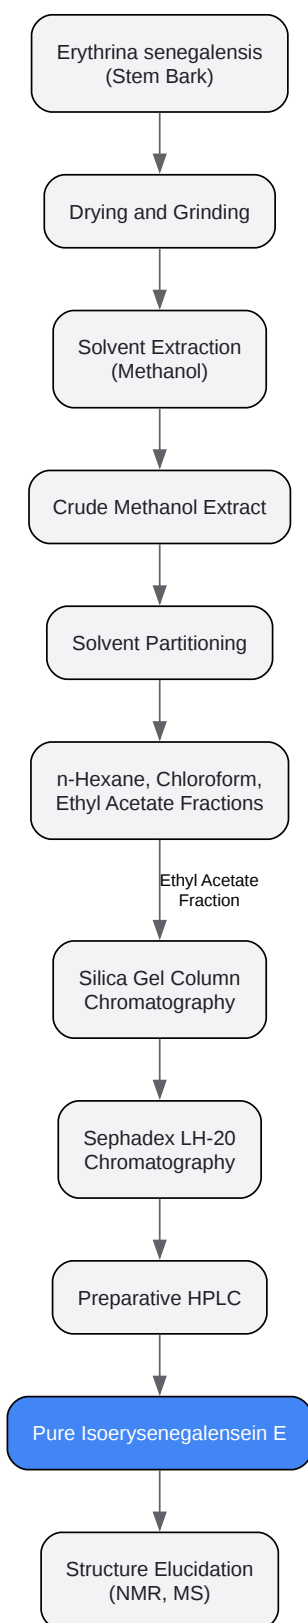 Erythrina senegalensis
(Stem Bark)
Drying and Grinding
Solvent Extraction
(Methanol)
Crude Methanol Extract
Solvent Partitioning
n-Hexane, Chloroform,
Ethyl Acetate Fractions
Ethyl Acetate
Fraction
Silica Gel Column
Chromatography
Sephadex LH-20
Chromatography
Preparative HPLC
Pure Isoerysenegalensein E
Structure Elucidation
(NMR, MS)